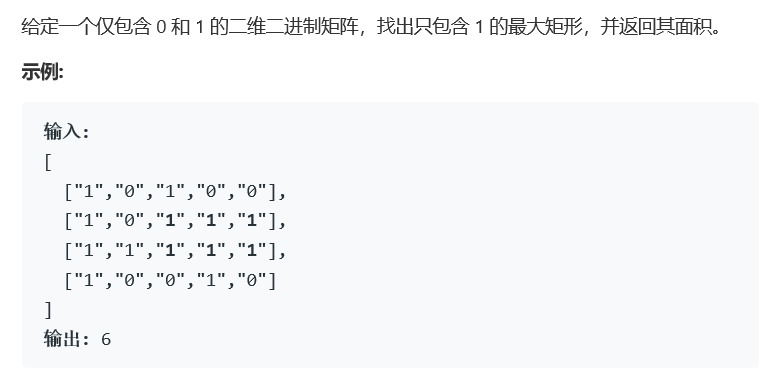 给定一个仅包含 0 和 1 的二维二进制矩阵，找出只包含 1 的最大矩形，并返回其面积。
示例:
输入:
[
  ["1","0","1","0","0"],
  ["1","0","1","1","1"],
  ["1","1","1","1","1"],
  ["1","0","0","1","0"]
]
输出: 6